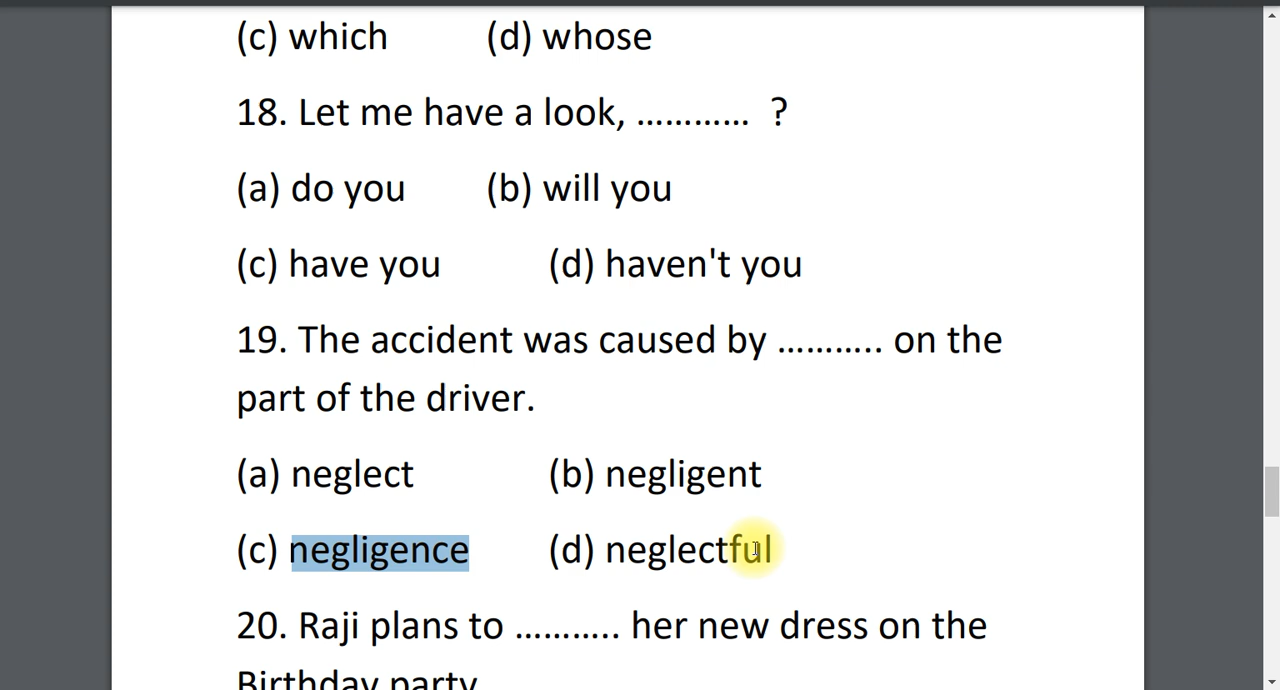 (c) which (d) whose
18. Let me have a look, ………… ?
(a) do you (b) will you
(c) have you (d) haven't you
19. The accident was caused by ……….. on the
part of the driver.
(a) neglect (b) negligent
(c) negligence (d) neglectful
20. Raji plans to ……….. her new dress on the
Birthday party